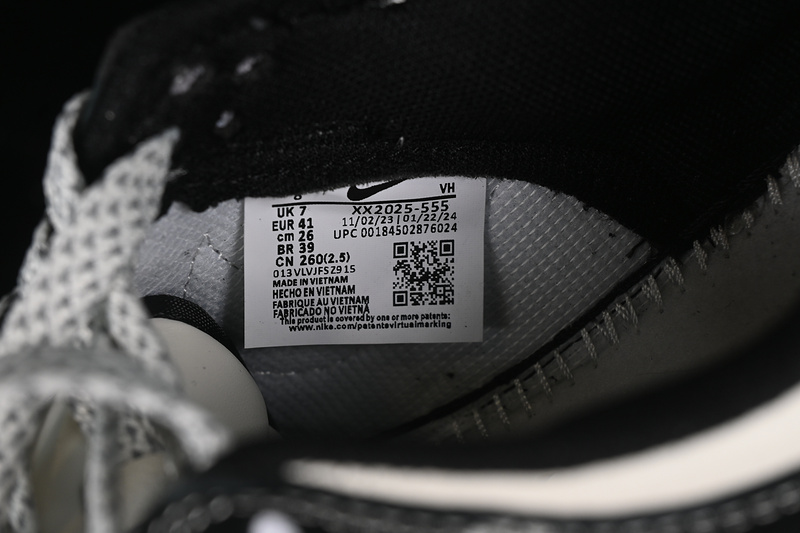 8 VH
UK 7 XX2025-555
EUR 41 11/02/23 | 01/22/24
cm 26 UPC 00184502876024
BR 39
CN 260(2.5)
013VLVJFSZ915
MADE IN VIETNAM
HECHO EN VIETNAM
FABRIQUE AU VIETNAM
FABRICADO NO VIETNÃ
This product is covered by one or more patents:
www.nike.com/patentsvirtualmarking